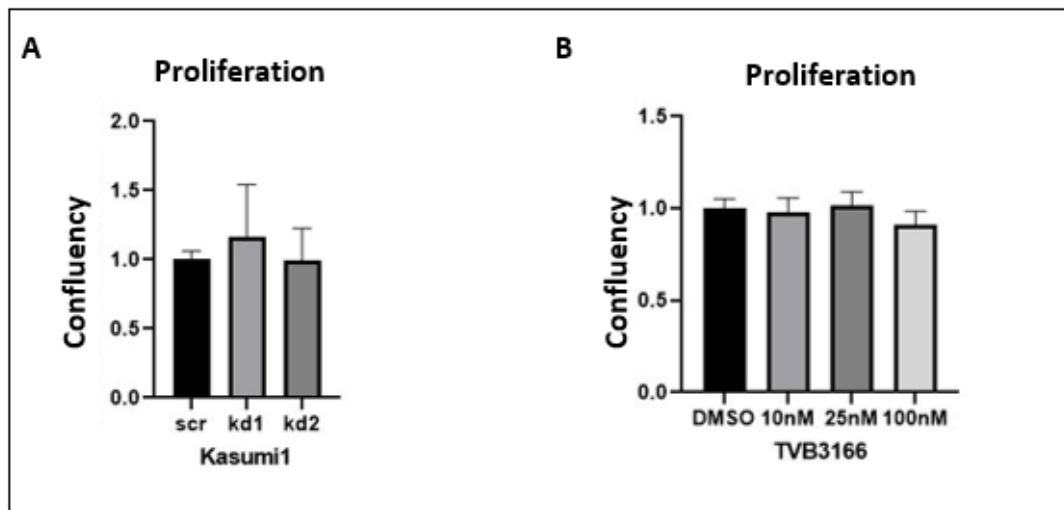 A
Proliferation
Confluency
2.0
1.5
1.0
0.5
0.0
scr kd1 kd2
Kasumi1
B
Proliferation
Confluency
1.5
1.0
0.5
0.0
DMSO 10nM 25nM 100nM
TVB3166